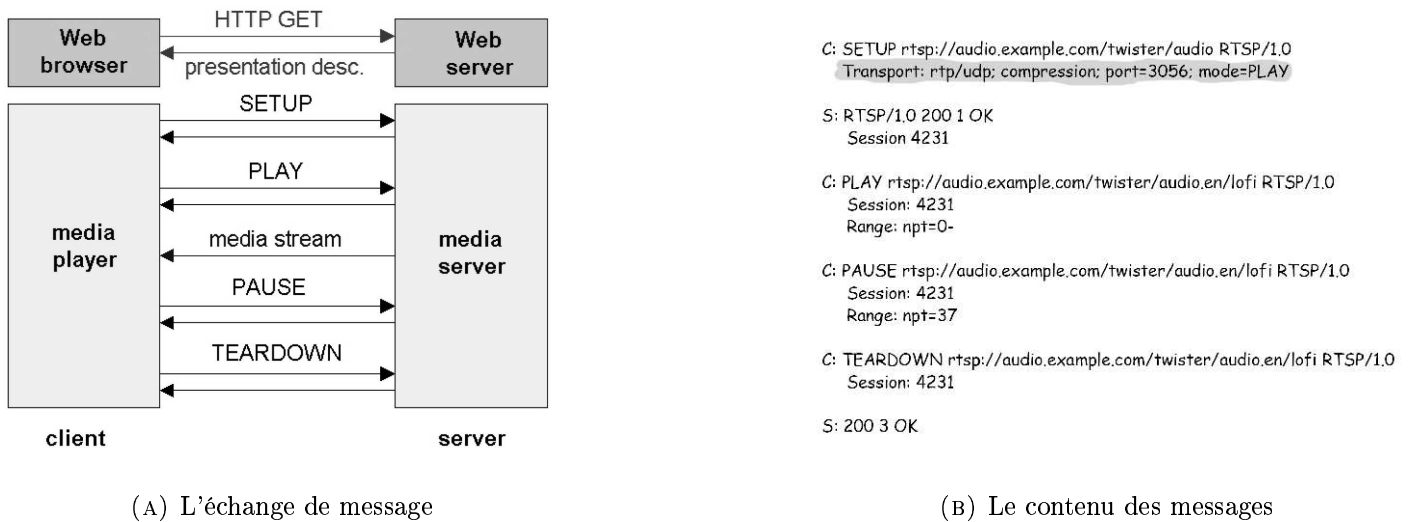 HTTP GET
Web
browser
Web
server
presentation desc.
SETUP
PLAY
media
player
media stream
media
server
PAUSE
TEARDOWN
client
server
(A) L'échange de message
C: SETUP rtsp://audio.example.com/twister/audio RTSP/1.0
Transport: rtp/udp; compression; port=3056; mode=PLAY
S: RTSP/1.0 200 1 OK
Session 4231
C: PLAY rtsp://audio.example.com/twister/audio.en/lofi RTSP/1.0
Session: 4231
Range: npt=0-
C: PAUSE rtsp://audio.example.com/twister/audio.en/lofi RTSP/1.0
Session: 4231
Range: npt=37
C: TEARDOWN rtsp://audio.example.com/twister/audio.en/lofi RTSP/1.0
Session: 4231
S: 200 3 OK
(B) Le contenu des messages